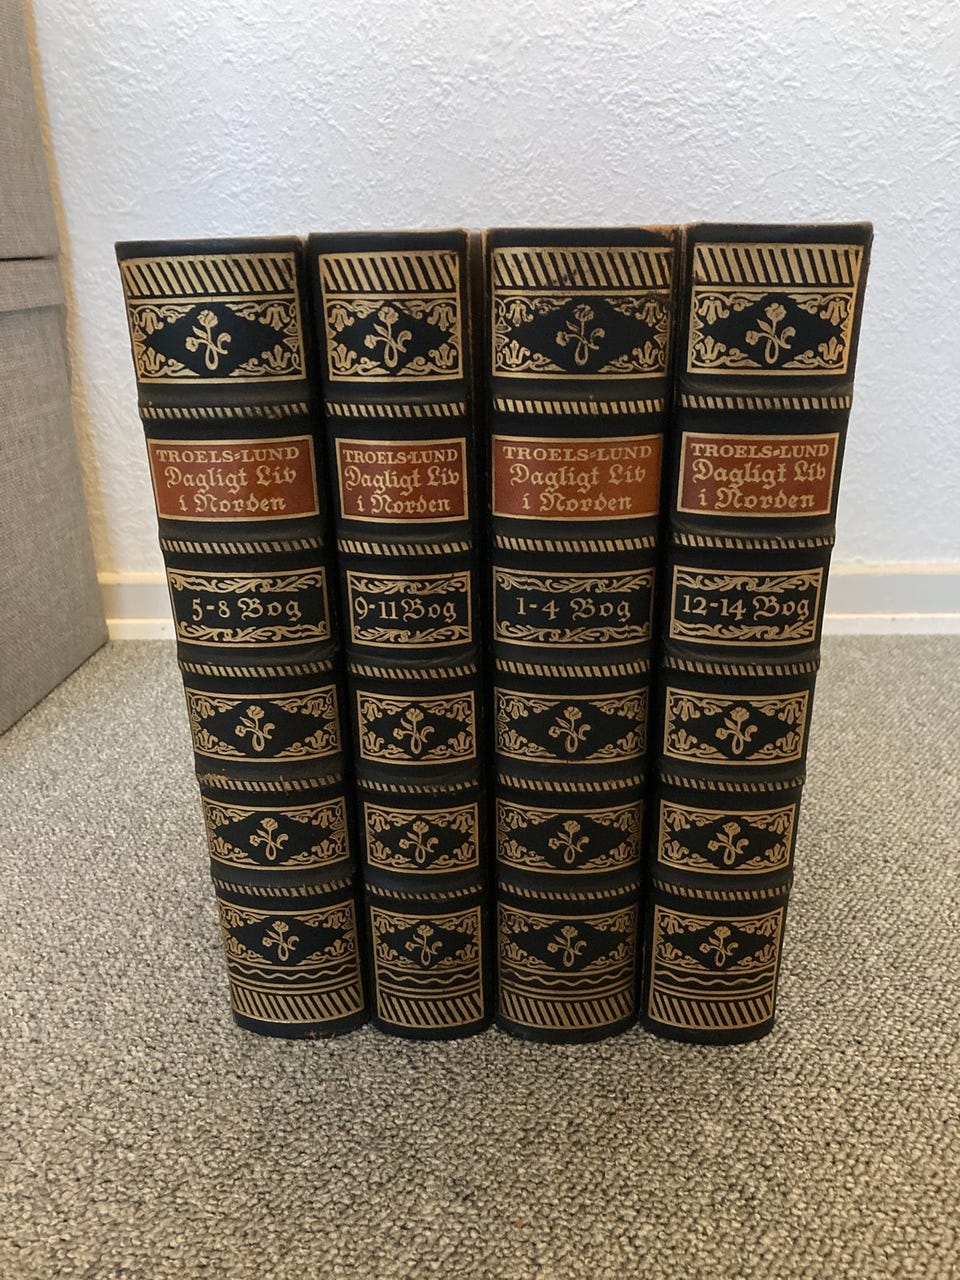 TROELS=LUND
Dagligt Liv
i Norden
5-8 Bog
TROELS=LUND
Dagligt Liv
i Norden
9-11 Bog
TROELS=LUND
Dagligt Liv
i Norden
1-4 Bog
TROELS=LUND
Dagligt Liv
i Norden
12-14 Bog